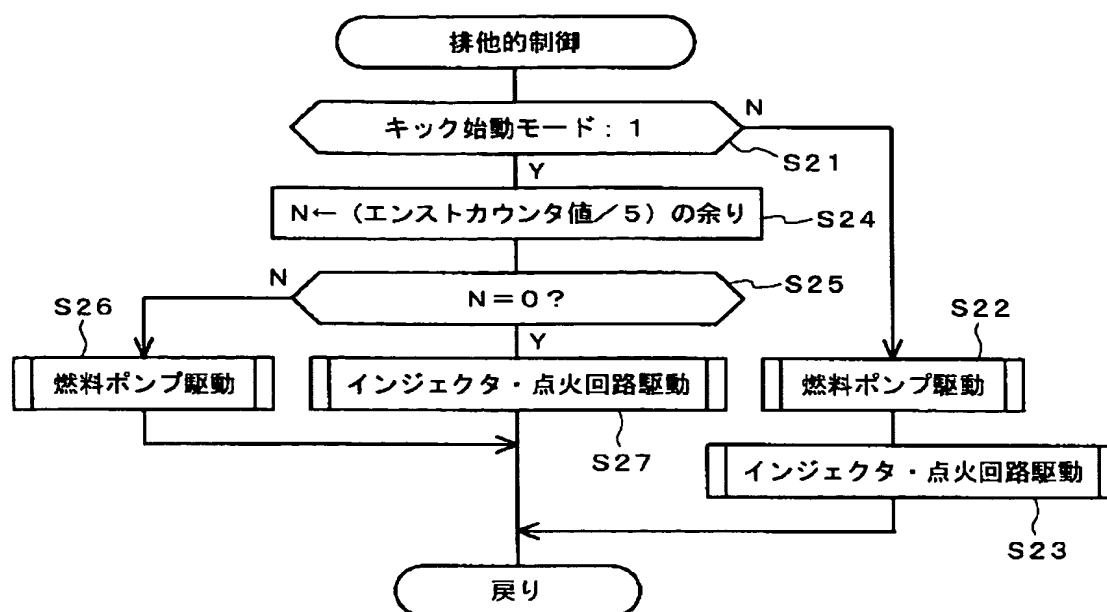 排他的制御
キック始動モード：1
N
S21
Y
N←（エンストカウンタ値／5）の余り
S24
N
N＝0？
S25
S26
Y
S22
燃料ポンプ駆動
インジェクタ・点火回路駆動
燃料ポンプ駆動
S27
インジェクタ・点火回路駆動
S23
戻り